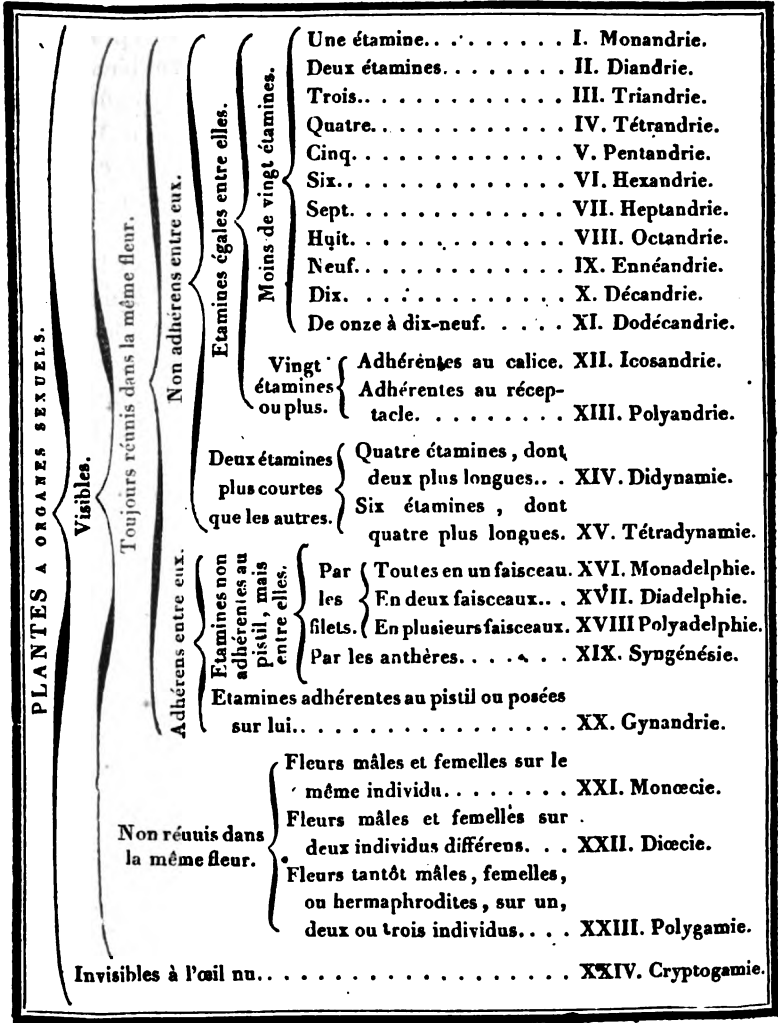 PLANTES A ORGANES SEXUELS.
Visibles.
Toujours réunis dans la même fleur.
Non adhérens entre eux.
Etamines égales entre elles.
Moins de vingt étamines.
Une étamine. . . . . . . . I. Monandrie.
Deux étamines. . . . . . . II. Diandrie.
Trois. . . . . . . . . . . III. Triandrie.
Quatre. . . . . . . . . . IV. Tétrandrie.
Cinq. . . . . . . . . . . V. Pentandrie.
Six. . . . . . . . . . . . VI. Hexandrie.
Sept. . . . . . . . . . . VII. Heptandrie.
Huit. . . . . . . . . . . VIII. Octandrie.
Neuf. . . . . . . . . . . IX. Ennéandrie.
Dix. . . . . . . . . . . . X. Décandrie.
De onze à dix-neuf. . . . . XI. Dodécandrie.
Vingt
étamines
ou plus.
Adhérentes au calice. XII. Icosandrie.
Adhérentes au récep-
tacle. . . . . . . . XIII. Polyandrie.
Deux étamines
plus courtes
que les autres.
Quatre étamines, dont
deux plus longues. . . XIV. Didynamie.
Six étamines, dont
quatre plus longues. XV. Tétradynamie.
Adhérens entre eux.
Etamines non
adhérentes au
pistil, mais
entre elles.
Par
les
filets.
Toutes en un faisceau. XVI. Monadelphie.
En deux faisceaux. . . XVII. Diadelphie.
En plusieurs faisceaux. XVIII Polyadelphie.
Par les anthères. . . . . . XIX. Syngénésie.
Etamines adhérentes au pistil ou posées
sur lui. . . . . . . . . . . . . . XX. Gynandrie.
Non réuuis dans
la même fleur.
Fleurs mâles et femelles sur le
même individu. . . . . . . . XXI. Monœcie.
Fleurs mâles et femelles sur
deux individus différens. . . XXII. Diœcie.
Fleurs tantôt mâles, femelles,
ou hermaphrodites, sur un,
deux ou trois individus. . . . XXIII. Polygamie.
Invisibles à l'œil nu. . . . . . . . . . . . . . . XXIV. Cryptogamie.